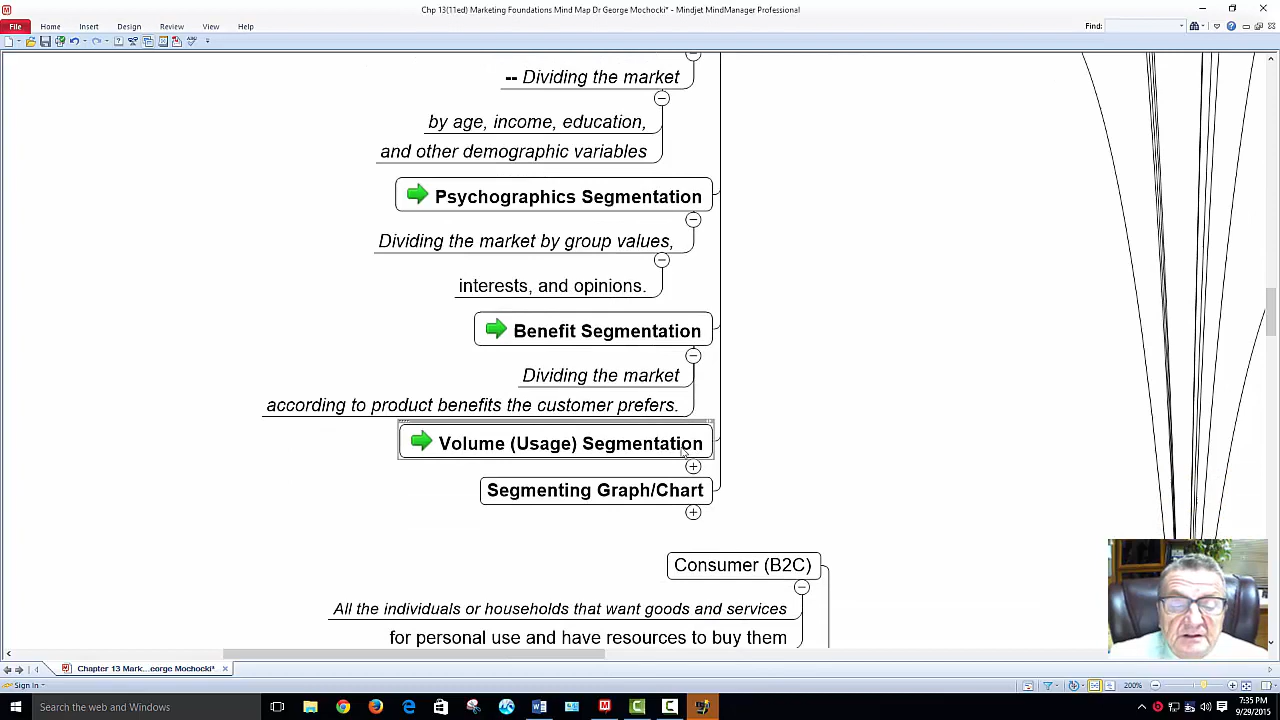 Chp 13(11ed) Marketing Foundations Mind Map Dr George Mochocki* - Mindjet MindManager Professional
File Home Insert Design Review View Help
Find:
-- Dividing the market
by age, income, education,
and other demographic variables
Psychographics Segmentation
Dividing the market by group values,
interests, and opinions.
Benefit Segmentation
Dividing the market
according to product benefits the customer prefers.
Volume (Usage) Segmentation
Segmenting Graph/Chart
Consumer (B2C)
All the individuals or households that want goods and services
for personal use and have resources to buy them
Chapter 13 Mark...eorge Mochocki*
Sign In
200%
Search the web and Windows
7:35 PM
9/29/2015